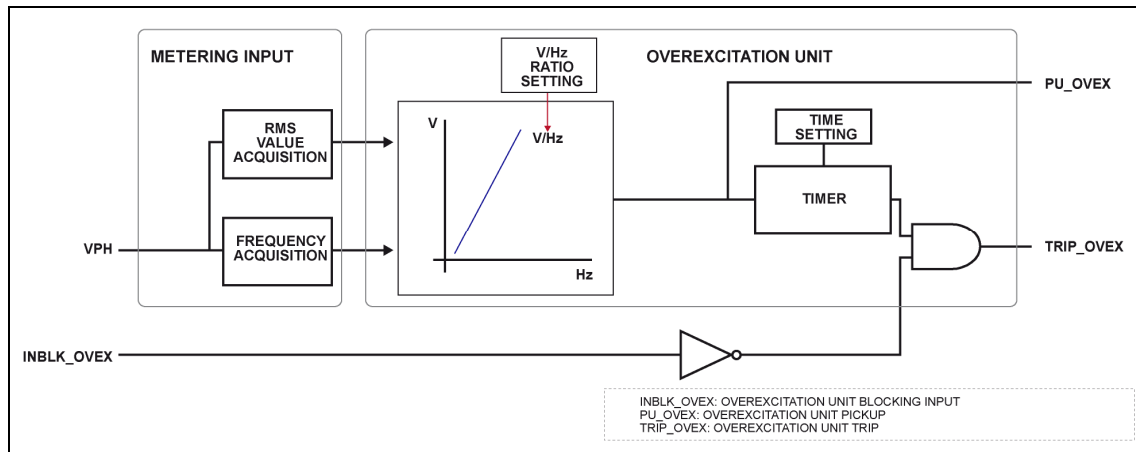 METERING INPUT
OVEREXCITATION UNIT
V/Hz
RATIO
SETTING
PU_OVEX
RMS
VALUE
ACQUISITION
V
V/Hz
TIME
SETTING
TIMER
VPH
FREQUENCY
ACQUISITION
Hz
TRIP_OVEX
INBLK_OVEX
INBLK_OVEX: OVEREXCITATION UNIT BLOCKING INPUT
PU_OVEX: OVEREXCITATION UNIT PICKUP
TRIP_OVEX: OVEREXCITATION UNIT TRIP